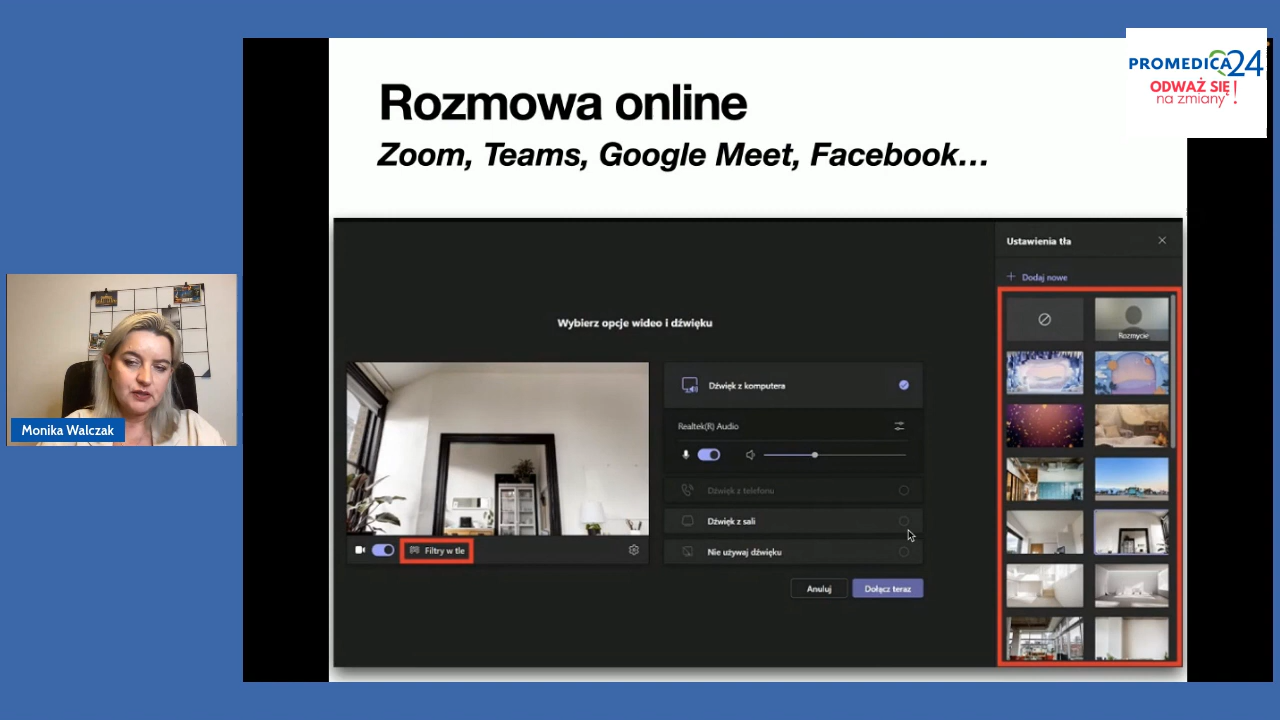 PROMEDICA24
ODWAŻ SIĘ
na zmiany!
Rozmowa online
Zoom, Teams, Google Meet, Facebook...
Ustawienia tła
Dodaj nowe
Wybierz opcje wideo i dźwięku
Rozmycie
Dźwięk z komputera
Realtek(R) Audio
Dźwięk z telefonu
Dźwięk z sali
Filtry w tle
Nie używaj dźwięku
Anuluj
Dołącz teraz
Monika Walczak